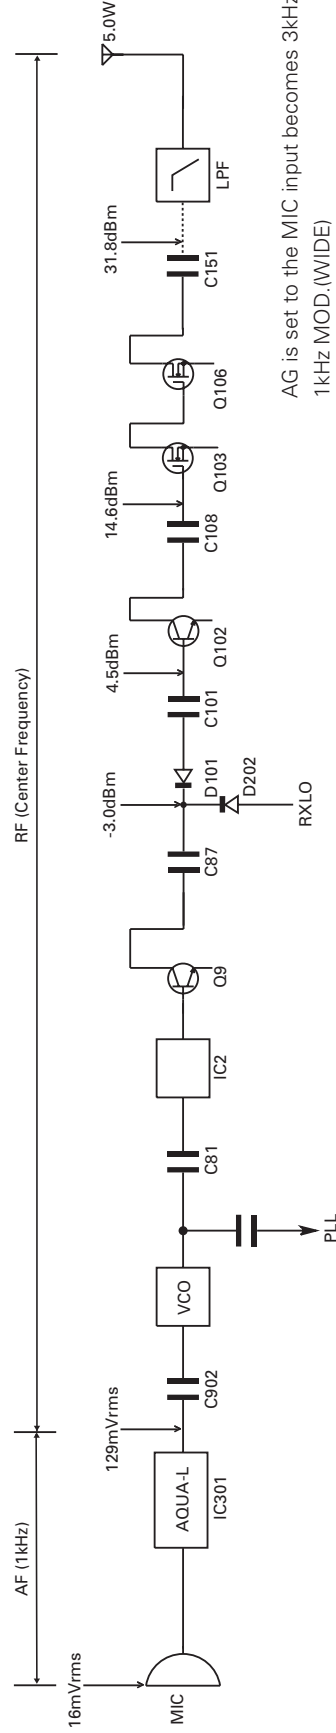 AF (1kHz)
RF (Center Frequency)
16mVrms
129mVrms
-3.0dBm
4.5dBm
14.6dBm
31.8dBm
5.0W
MIC
AQUA-L
IC301
C902
VCO
PLL
C81
IC2
Q9
C87
D101
D202
RXLO
C101
Q102
C108
Q103
Q106
C151
LPF
AG is set to the MIC input becomes 3kHz
1kHz MOD.(WIDE)